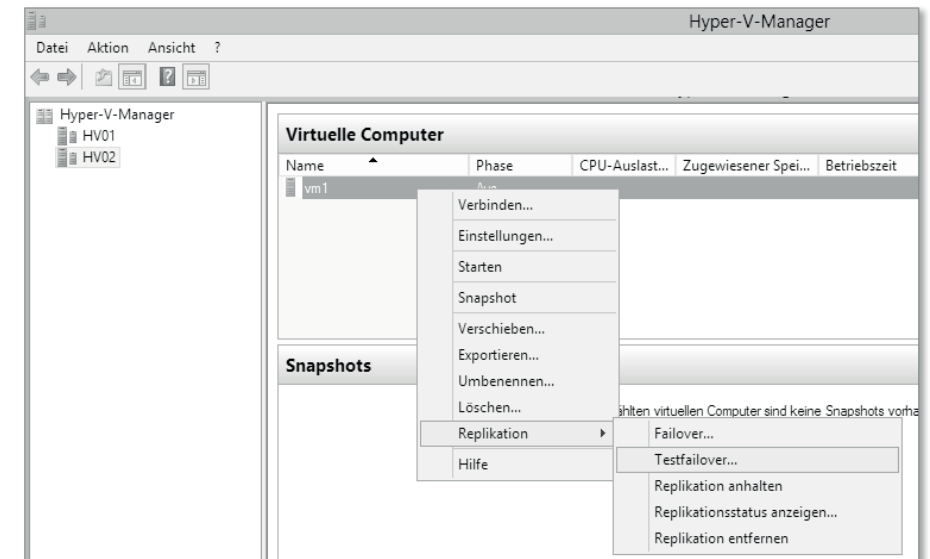 Hyper-V-Manager
Datei Aktion Ansicht ?
Hyper-V-Manager
HV01
HV02
Virtuelle Computer
Name Phase CPU-Auslast... Zugewiesener Spei... Betriebszeit
vm1
Verbinden...
Einstellungen...
Starten
Snapshot
Verschieben...
Exportieren...
Umbenennen...
Löschen...
Replikation
Hilfe
Snapshots
virtuellen Computer sind keine Snapshots
Failover...
Testfailover...
Replikation anhalten
Replikationsstatus anzeigen...
Replikation entfernen